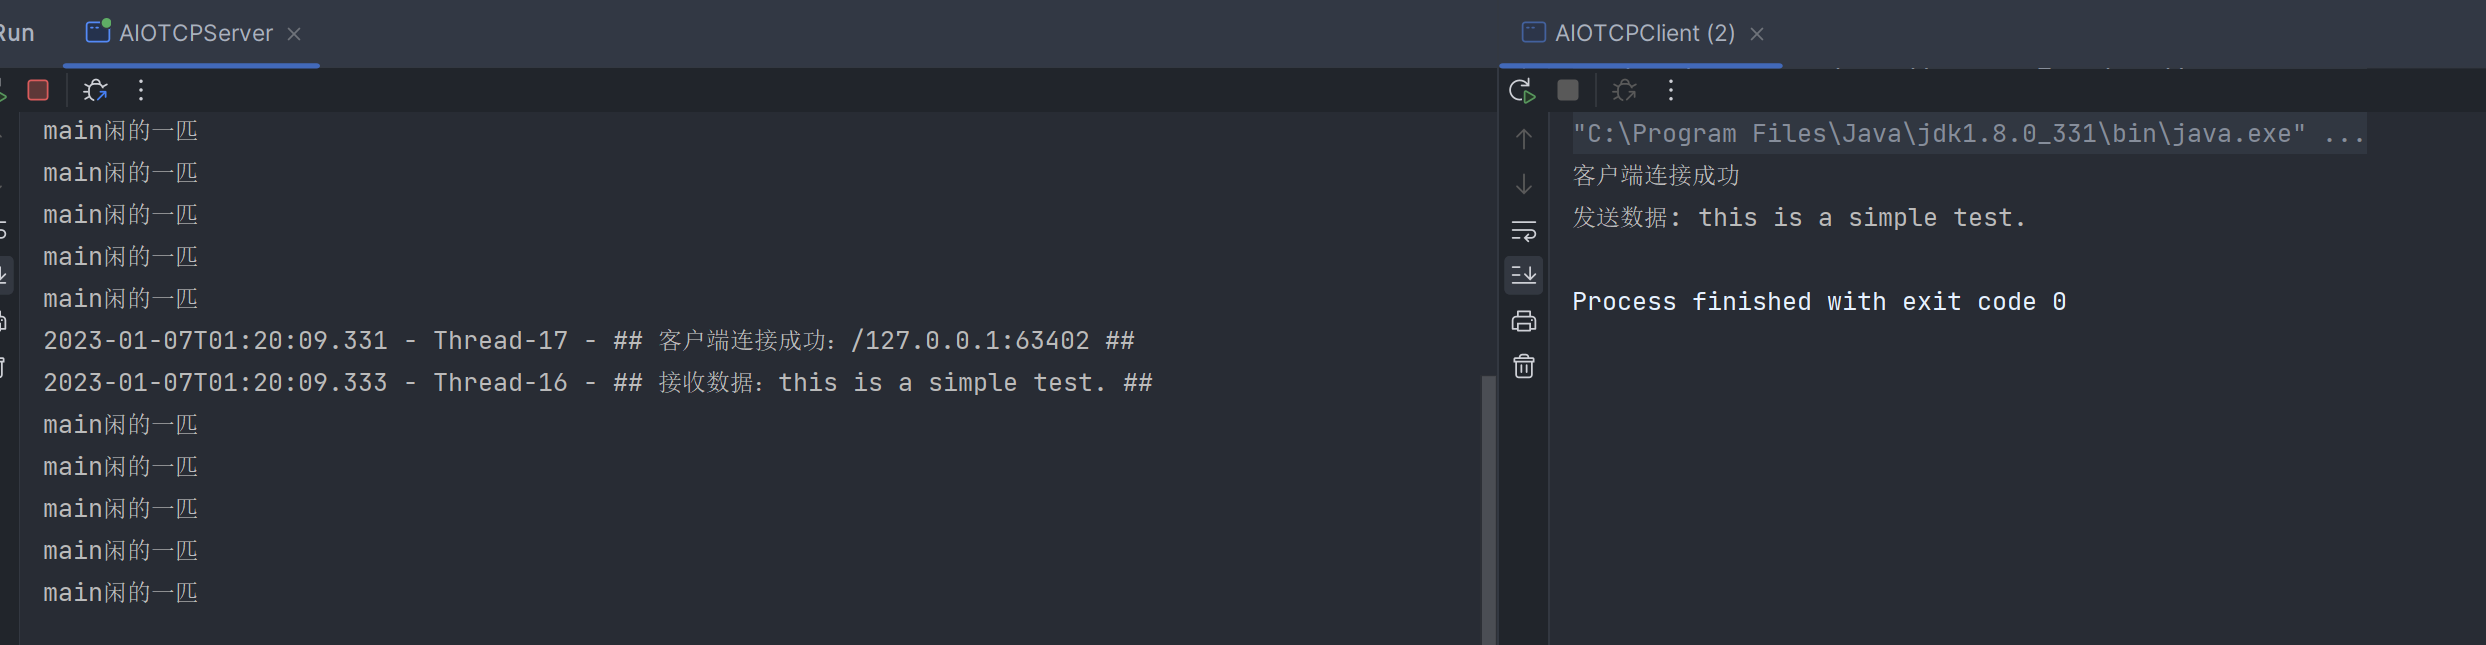 Run
AIOTCPServer
main闲的一匹
main闲的一匹
main闲的一匹
main闲的一匹
main闲的一匹
2023-01-07T01:20:09.331 - Thread-17 - ## 客户端连接成功: /127.0.0.1:63402 ##
2023-01-07T01:20:09.333 - Thread-16 - ## 接收数据: this is a simple test. ##
main闲的一匹
main闲的一匹
main闲的一匹
main闲的一匹
main闲的一匹
AIOTCPClient (2)
"C:\Program Files\Java\jdk1.8.0_331\bin\java.exe" ...
客户端连接成功
发送数据: this is a simple test.
Process finished with exit code 0